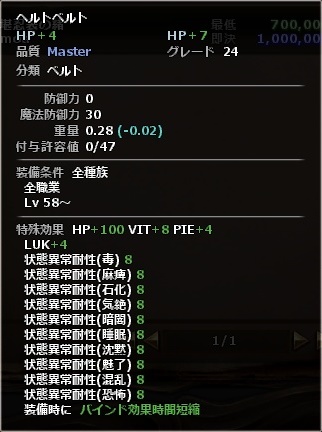 ヘルトベルト
HP+4 HP+7
品質 Master グレード 24
分類 ベルト
防御力 0
魔法防御力 30
重量 0.28 (-0.02)
付与許容値 0/47
装備条件 全種族
全職業
Lv 58～
特殊効果 HP+100 VIT+8 PIE+4
LUK+4
状態異常耐性(毒) 8
状態異常耐性(麻痺) 8
状態異常耐性(石化) 8
状態異常耐性(気絶) 8
状態異常耐性(暗闇) 8
状態異常耐性(睡眠) 8
状態異常耐性(沈黙) 8
状態異常耐性(魅了) 8
状態異常耐性(混乱) 8
状態異常耐性(恐怖) 8
装備時に バインド効果時間短縮
最低 700,00
即決 1,000,00
1/1